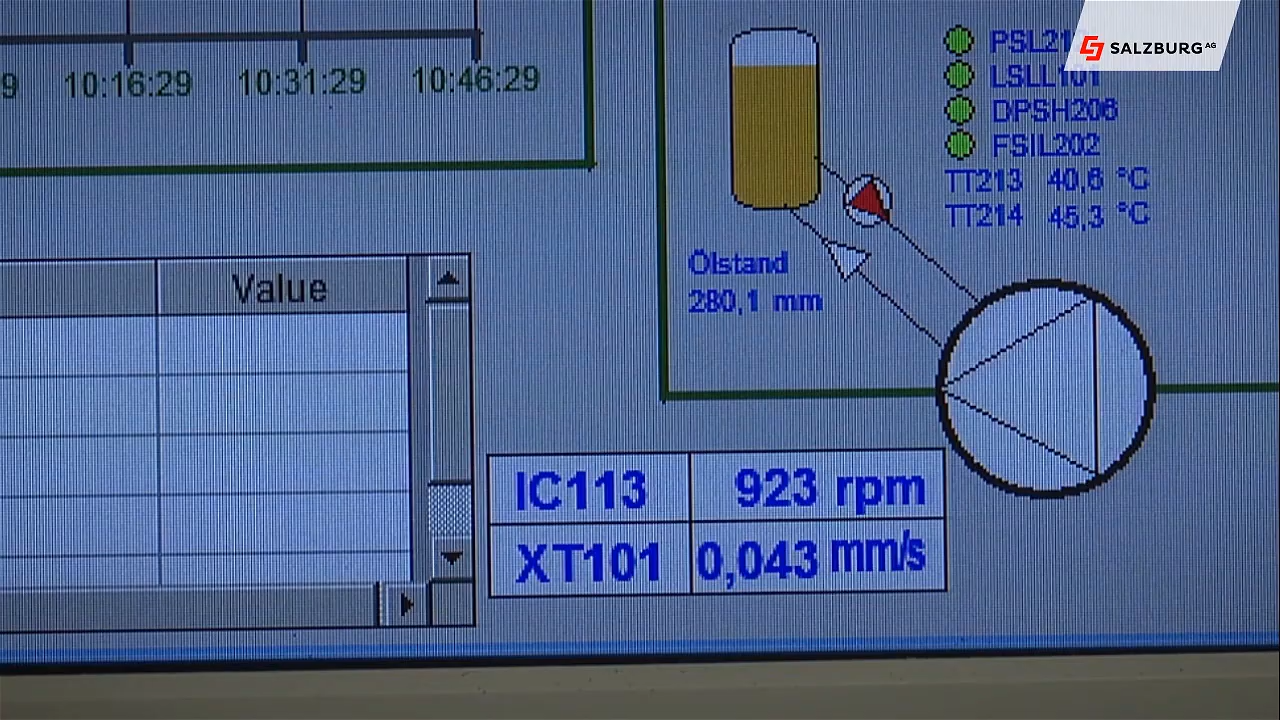 SALZBURG AG
9 10:16:29 10:31:29 10:46:29
LSLL101
DPSH206
FSIL202
TT213 40,6 °C
TT214 45,3 °C
Ölstand
280,1 mm
Value
IC113 923 rpm
XT101 0,043 mm/s